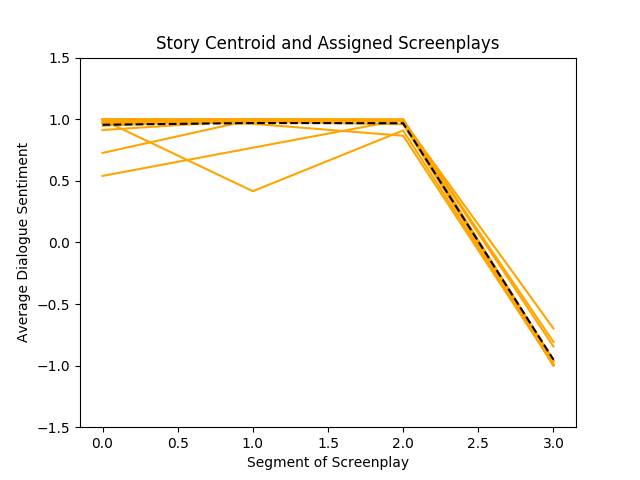 Story Centroid and Assigned Screenplays
1.5
1.0
0.5
0.0
−0.5
−1.0
−1.5
Average Dialogue Sentiment
0.0 0.5 1.0 1.5 2.0 2.5 3.0
Segment of Screenplay